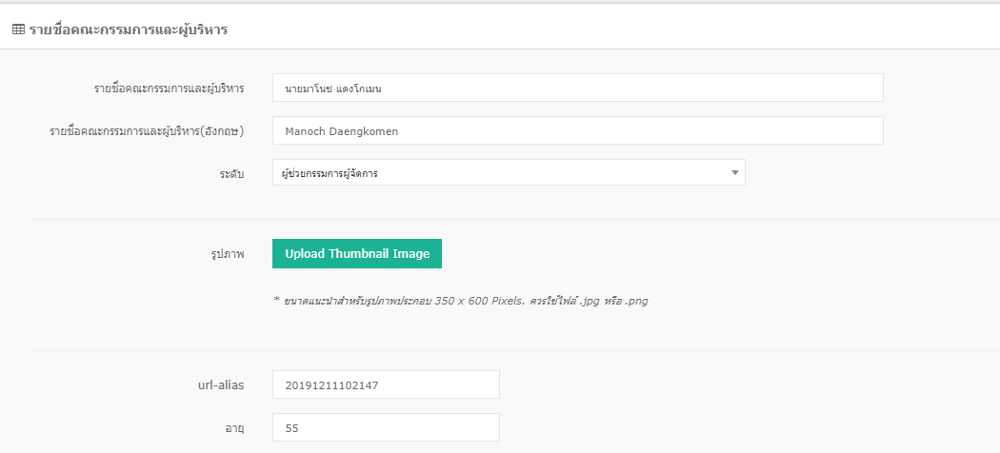 รายชื่อคณะกรรมการและผู้บริหาร
รายชื่อคณะกรรมการและผู้บริหาร นายมาโนช แดงโกเมน
รายชื่อคณะกรรมการและผู้บริหาร(อังกฤษ) Manoch Daengkomen
ระดับ ผู้ช่วยกรรมการผู้จัดการ
รูปภาพ Upload Thumbnail Image
* ขนาดแนะนำสำหรับรูปภาพประกอบ 350 x 600 Pixels. ควรใช้ไฟล์ .jpg หรือ .png
url-alias 20191211102147
อายุ 55